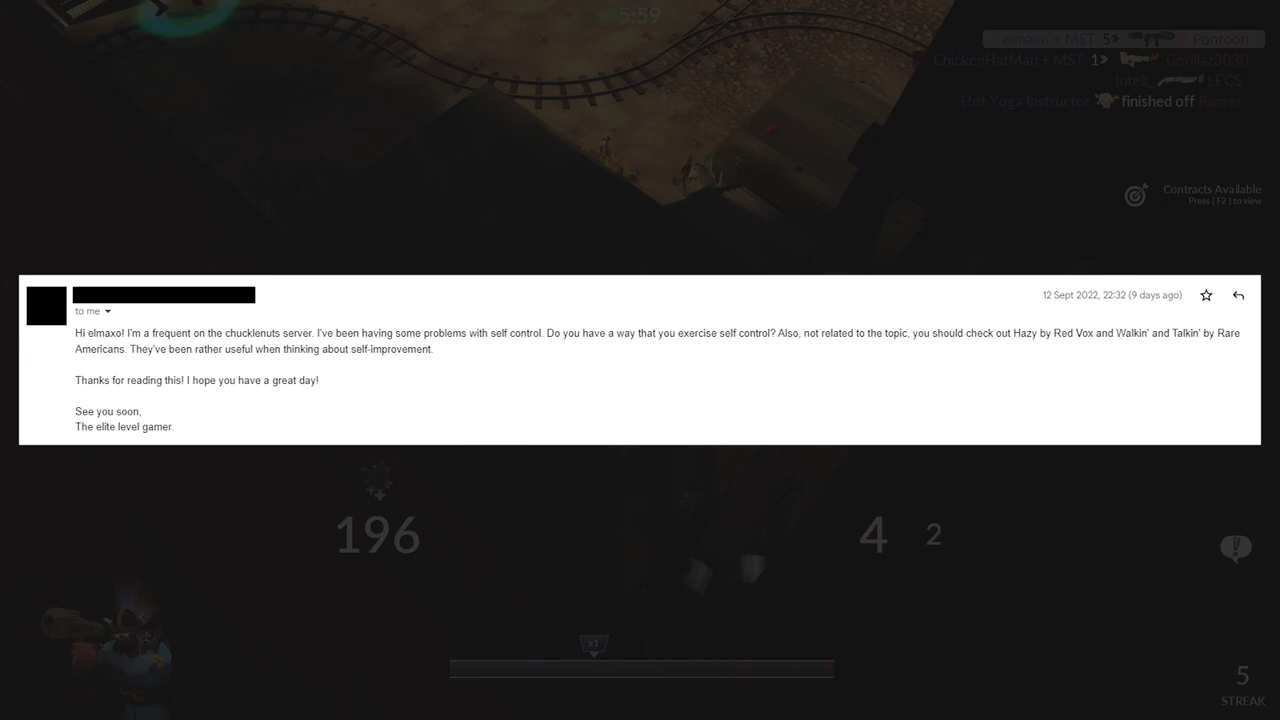 5:59
elmaxo + MST 5 Pontoon
ChickenHatMan + MST 1 Gorillaz3030
Intell_ LEGS
Hot Yoga Instructor finished off Panzer
Contracts Available
Press [ F2 ] to view
12 Sept 2022, 22:32 (9 days ago)
to me
Hi elmaxo! I'm a frequent on the chucklenuts server. I've been having some problems with self control. Do you have a way that you exercise self control? Also, not related to the topic, you should check out Hazy by Red Vox and Walkin' and Talkin' by Rare
Americans. They've been rather useful when thinking about self-improvement.
Thanks for reading this! I hope you have a great day!
See you soon,
The elite level gamer.
196
4 2
x1
5
STREAK